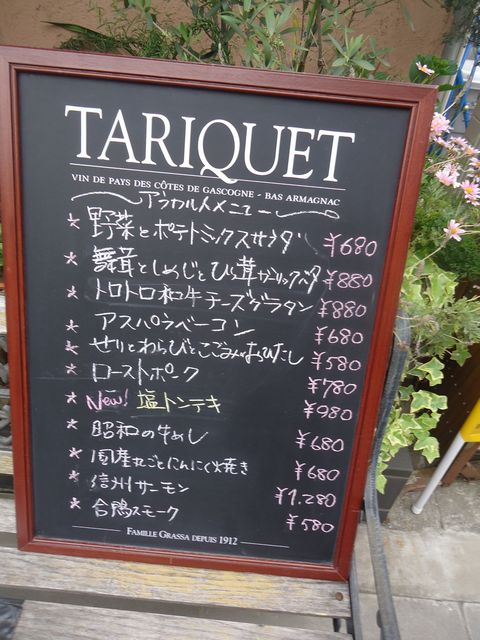 TARIQUET
VIN DE PAYS DES CÔTES DE GASCOGNE - BAS ARMAGNAC
アラカルトメニュー
* 野菜とポテトミックスサラダ ¥680
* 舞茸としめじとひら茸ガーリックバタ ¥880
* トロトロ和牛チーズグラタン ¥880
* アスパラベーコン ¥680
* せりとわらびとこごみのおひたし ¥580
* ローストポーク ¥780
* New! 塩トンテキ ¥980
* 昭和の牛めし ¥680
* 国産丸ごとにんにく焼き ¥680
* 信州サーモン ¥1.280
* 合鴨スモーク ¥580
FAMILLE GRASSA DEPUIS 1912